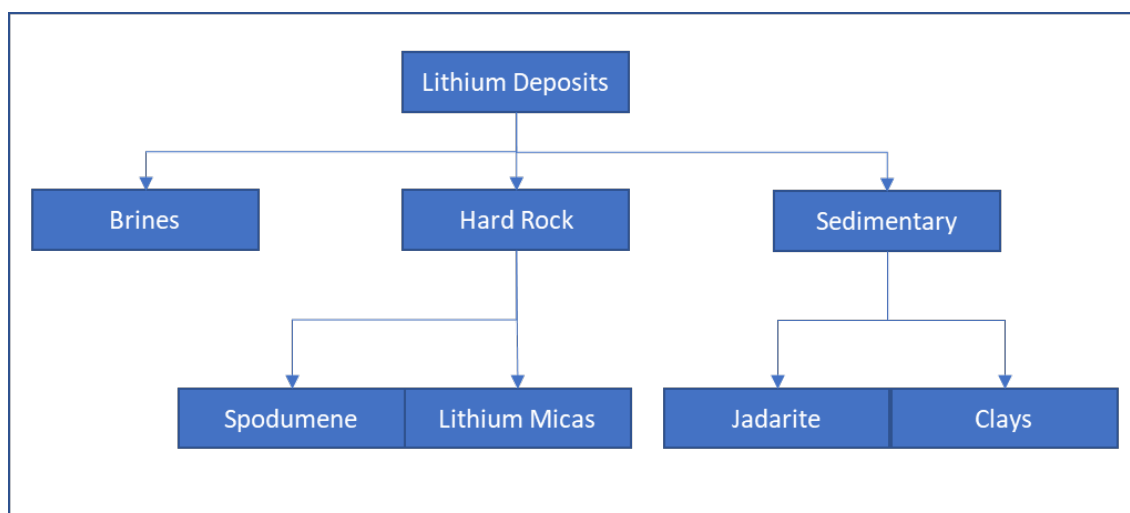 Lithium Deposits
Brines
Hard Rock
Sedimentary
Spodumene
Lithium Micas
Jadarite
Clays